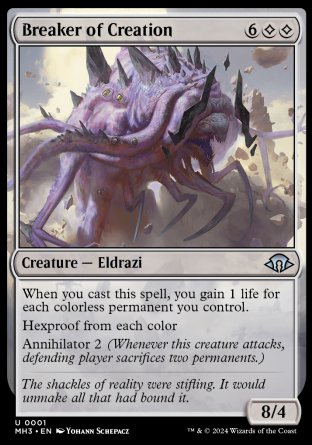 Breaker of Creation 6
Creature — Eldrazi
When you cast this spell, you gain 1 life for
each colorless permanent you control.
Hexproof from each color
Annihilator 2 (Whenever this creature attacks,
defending player sacrifices two permanents.)
The shackles of reality were stifling. It would
unmake all that had bound it.
8/4
U 0001
MH3 • EN Yohann Schepacz
™ & © 2024 Wizards of the Coast